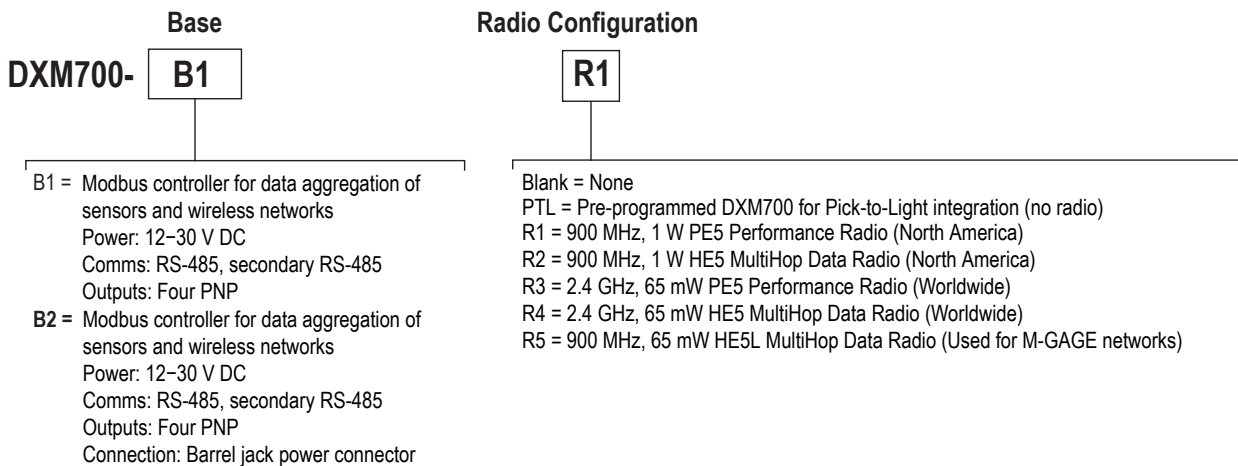 Base
Radio Configuration
DXM700- B1 R1
B1 = Modbus controller for data aggregation of
sensors and wireless networks
Power: 12−30 V DC
Comms: RS-485, secondary RS-485
Outputs: Four PNP
B2 = Modbus controller for data aggregation of
sensors and wireless networks
Power: 12−30 V DC
Comms: RS-485, secondary RS-485
Outputs: Four PNP
Connection: Barrel jack power connector
Blank = None
PTL = Pre-programmed DXM700 for Pick-to-Light integration (no radio)
R1 = 900 MHz, 1 W PE5 Performance Radio (North America)
R2 = 900 MHz, 1 W HE5 MultiHop Data Radio (North America)
R3 = 2.4 GHz, 65 mW PE5 Performance Radio (Worldwide)
R4 = 2.4 GHz, 65 mW HE5 MultiHop Data Radio (Worldwide)
R5 = 900 MHz, 65 mW HE5L MultiHop Data Radio (Used for M-GAGE networks)